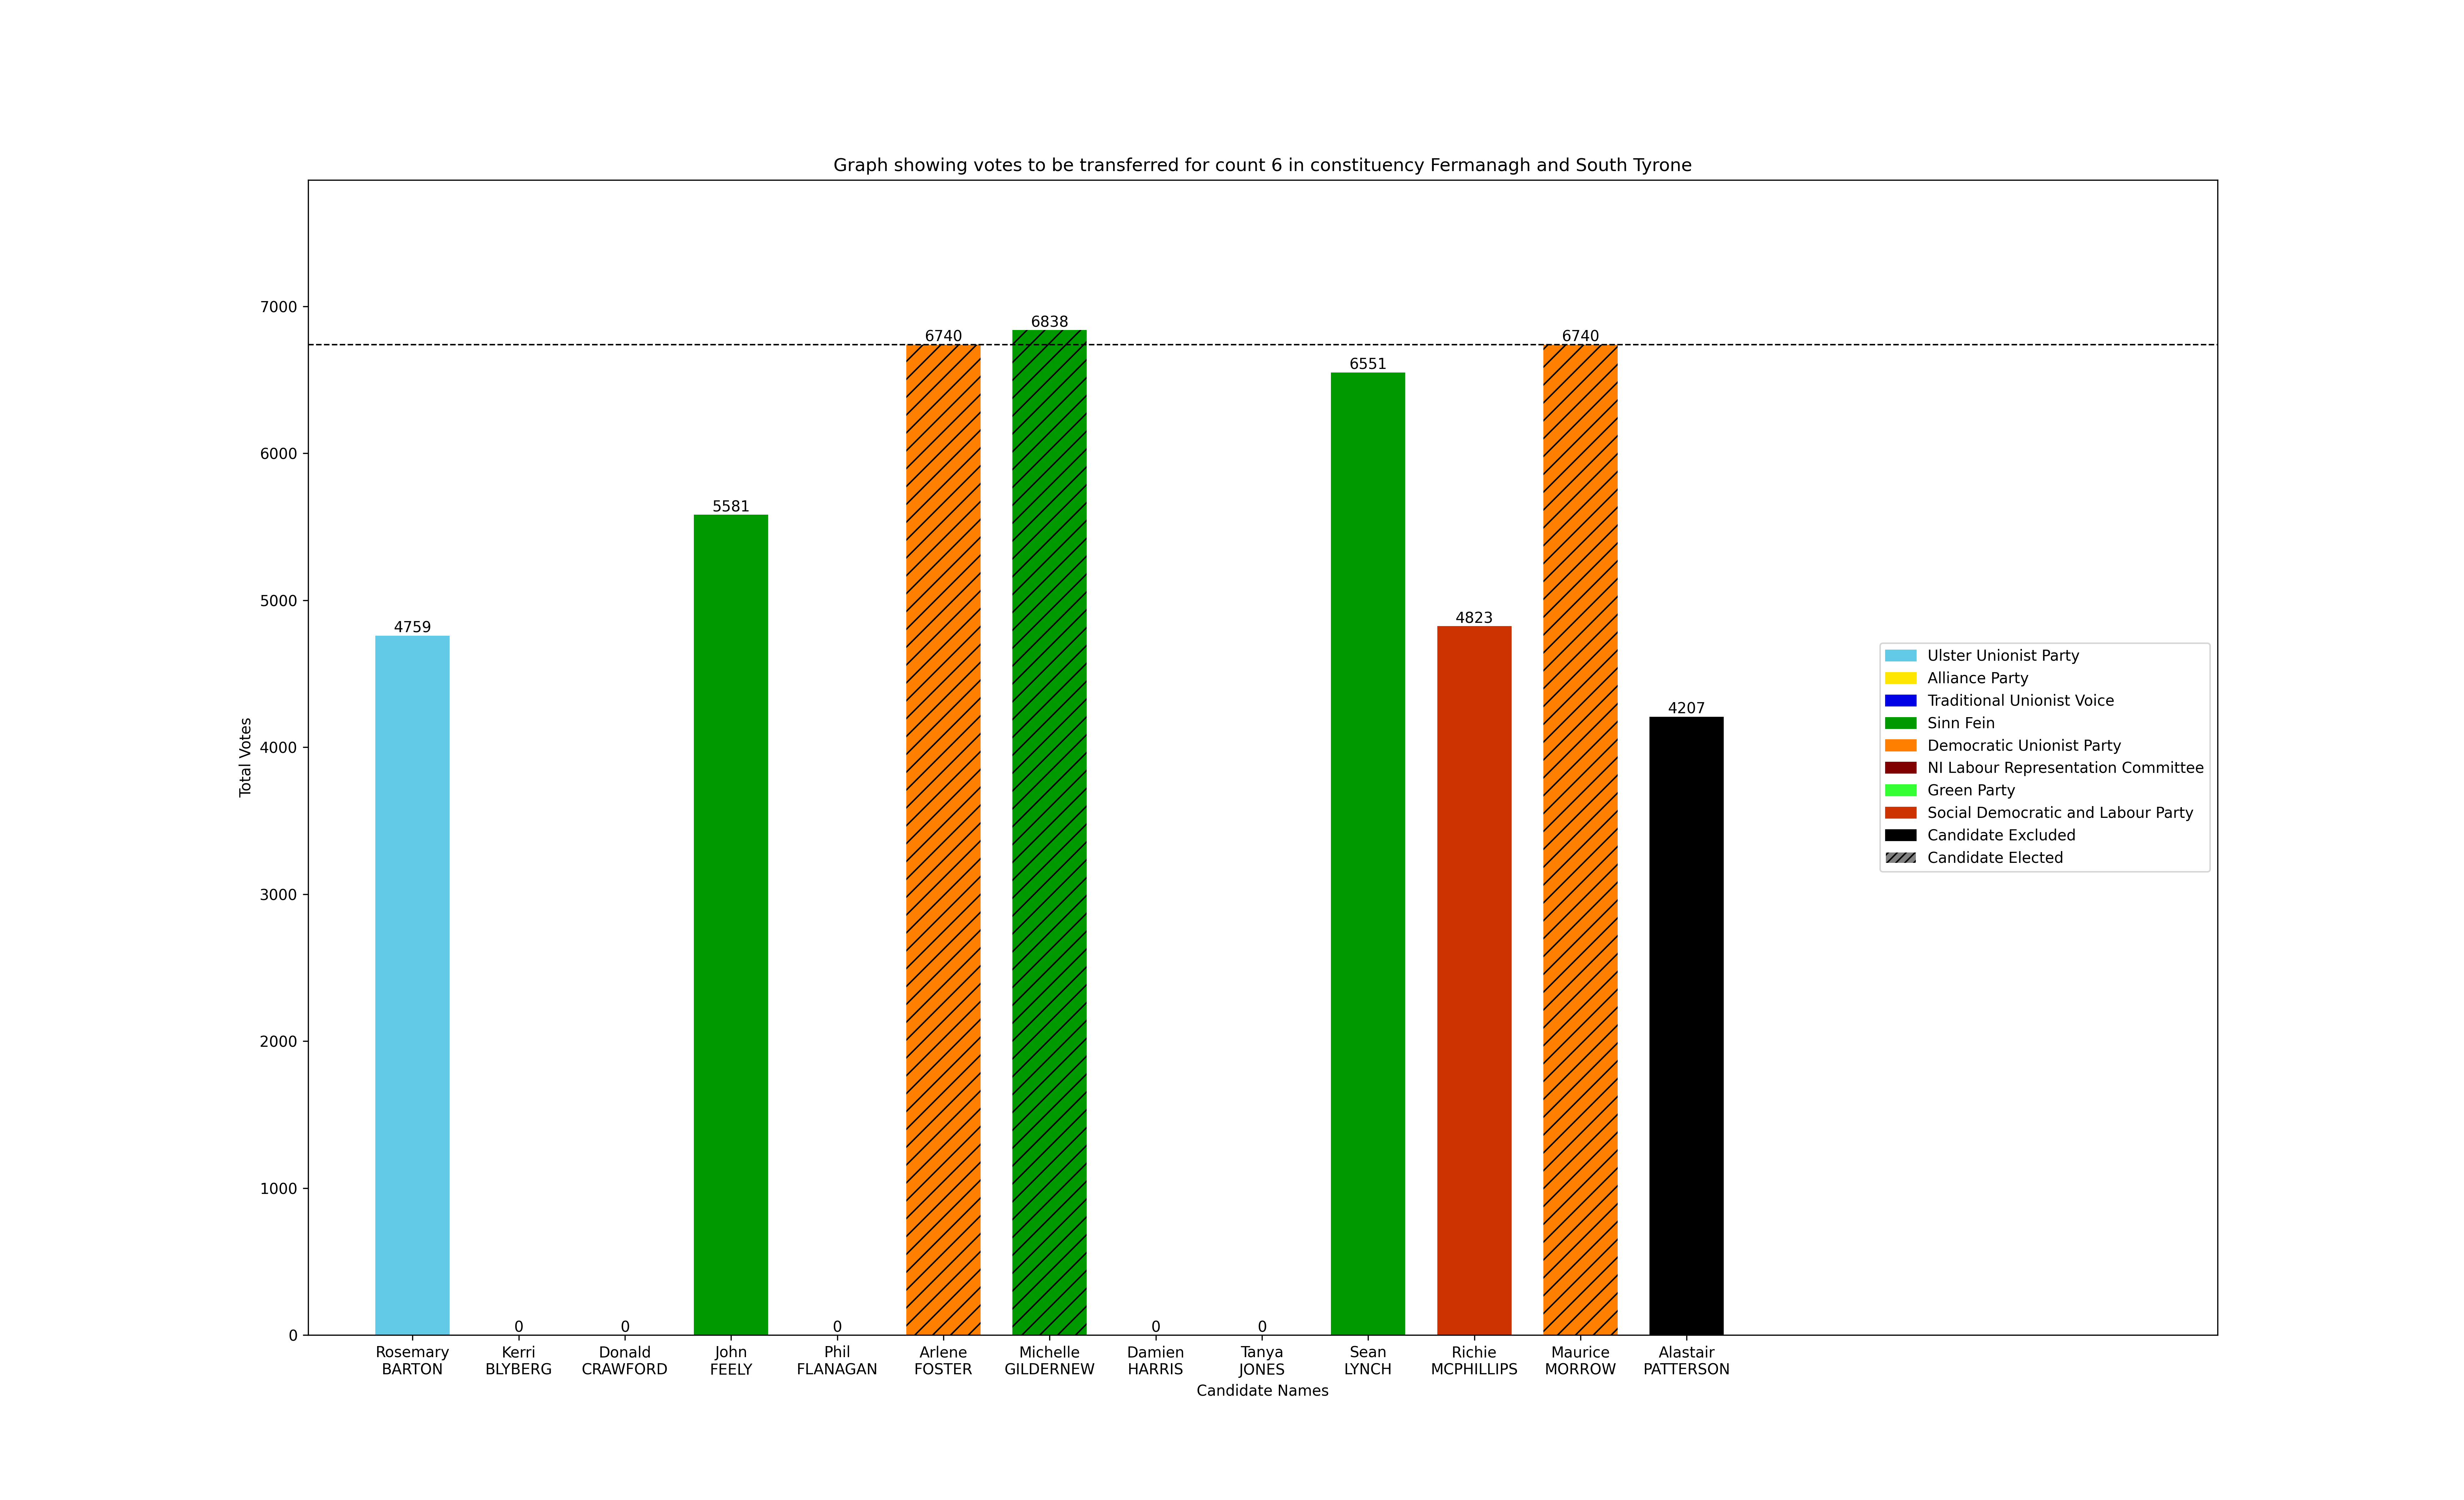 Graph showing votes to be transferred for count 6 in constituency Fermanagh and South Tyrone
Total Votes
7000
6000
5000
4000
3000
2000
1000
0
4759
0
0
5581
0
6740
6838
0
0
6551
4823
6740
4207
Rosemary
BARTON
Kerri
BLYBERG
Donald
CRAWFORD
John
FEELY
Phil
FLANAGAN
Arlene
FOSTER
Michelle
GILDERNEW
Damien
HARRIS
Tanya
JONES
Sean
LYNCH
Richie
MCPHILLIPS
Maurice
MORROW
Alastair
PATTERSON
Candidate Names
Ulster Unionist Party
Alliance Party
Traditional Unionist Voice
Sinn Fein
Democratic Unionist Party
NI Labour Representation Committee
Green Party
Social Democratic and Labour Party
Candidate Excluded
Candidate Elected